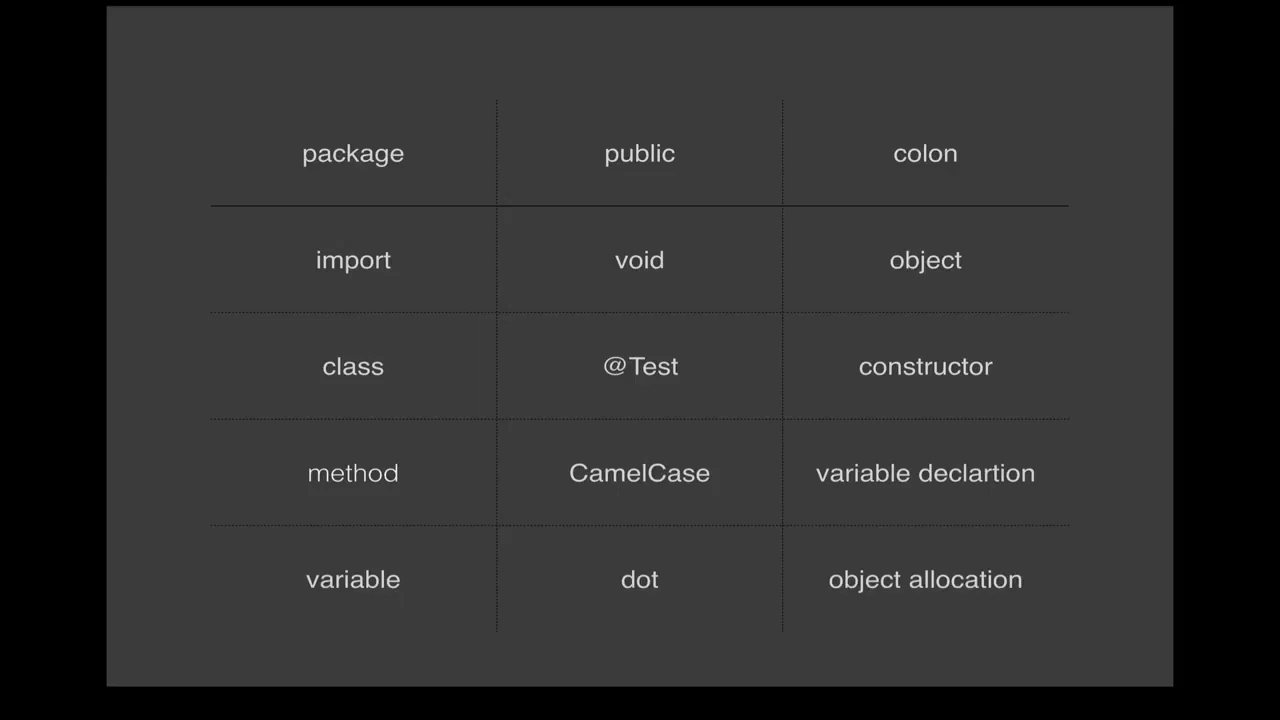 package public colon
import void object
class @Test constructor
method CamelCase variable declartion
variable dot object allocation